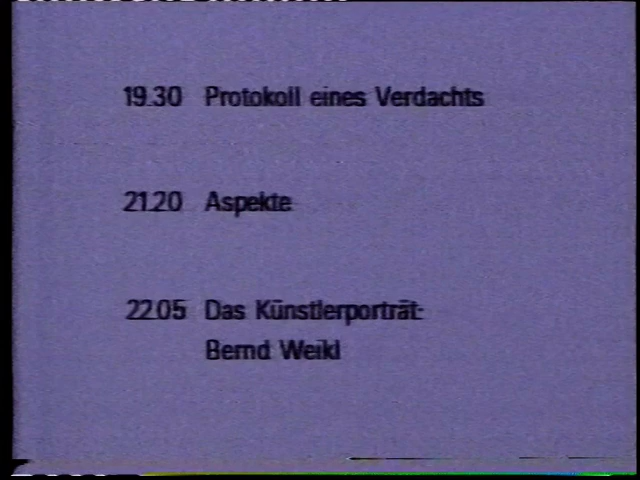 19.30 Protokoll eines Verdachts
21.20 Aspekte
22.05 Das Künstlerporträt:
Bernd Weikl